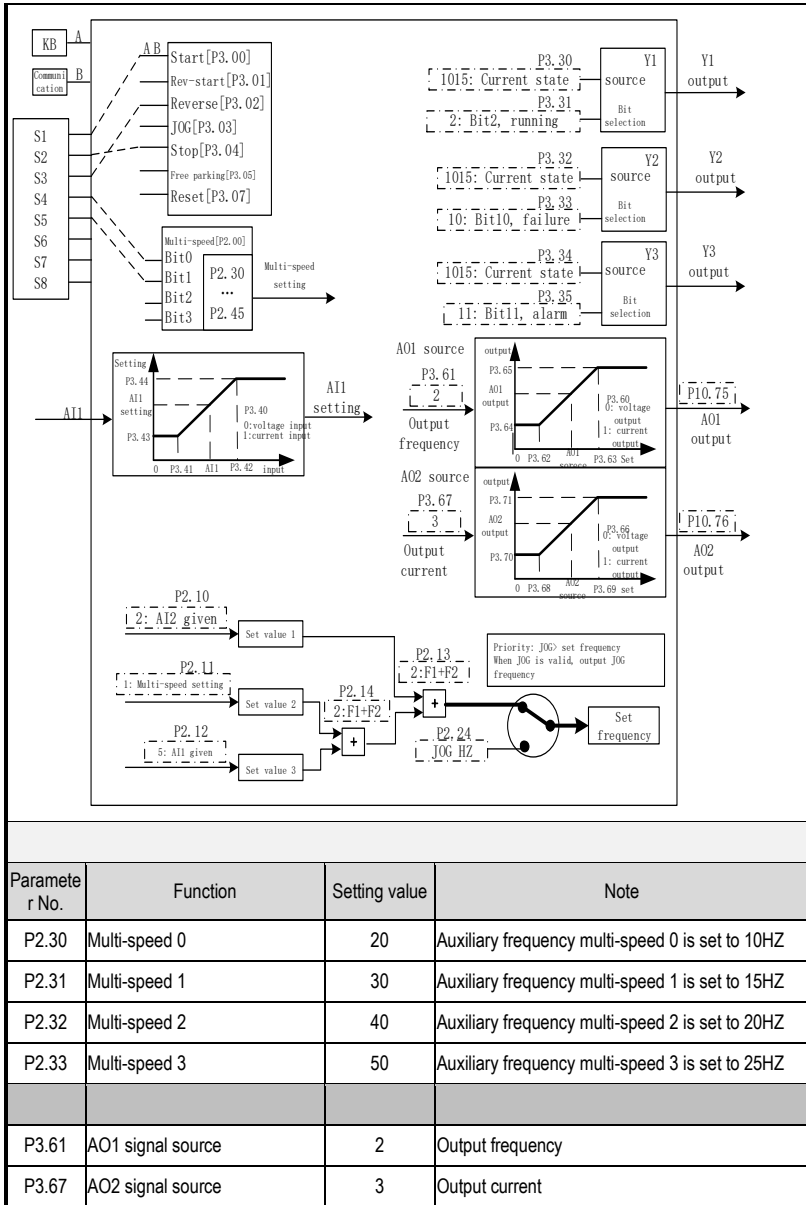 KB
A
Communi
cation
B
S1
S2
S3
S4
S5
S6
S7
S8
A B
Start[P3.00]
Rev-start[P3.01]
Reverse[P3.02]
JOG[P3.03]
Stop[P3.04]
Free parking[P3.05]
Reset[P3.07]
Multi-speed[P2.00]
Bit0
Bit1
Bit2
Bit3
P2.30
...
P2.45
Multi-speed
setting
P3.30
1015: Current state
P3.31
2: Bit2, running
Y1
source
Bit
selection
Y1
output
P3.32
1015: Current state
P3.33
10: Bit10, failure
Y2
source
Bit
selection
Y2
output
P3.34
1015: Current state
P3.35
11: Bit11, alarm
Y3
source
Bit
selection
Y3
output
AI1
Setting
P3.44
AI1
setting
P3.43
P3.40
0:voltage input
1:current input
0 P3.41 AI1 P3.42 input
AI1
setting
AO1 source
P3.61
2
Output
frequency
output
P3.65
AO1
output
P3.64
P3.60
0: voltage
output
1: current
output
0 P3.62 AO1 P3.63 Set
source
P10.75
AO1
output
AO2 source
P3.67
3
Output
current
output
P3.71
AO2
output
P3.70
P3.66
0: voltage
output
1: current
output
0 P3.68 AO2 P3.69 set
source
P10.76
AO2
output
P2.10
2: AI2 given
Set value 1
P2.11
1: Multi-speed setting
Set value 2
P2.12
5: AI1 given
Set value 3
P2.14
2:F1+F2
+
P2.13
2:F1+F2
+
P2.24
JOG HZ
Priority: JOG> set frequency
When JOG is valid, output JOG
frequency
Set
frequency
Paramete
r No.
Function
Setting value
Note
P2.30 Multi-speed 0 20 Auxiliary frequency multi-speed 0 is set to 10HZ
P2.31 Multi-speed 1 30 Auxiliary frequency multi-speed 1 is set to 15HZ
P2.32 Multi-speed 2 40 Auxiliary frequency multi-speed 2 is set to 20HZ
P2.33 Multi-speed 3 50 Auxiliary frequency multi-speed 3 is set to 25HZ
P3.61 AO1 signal source 2 Output frequency
P3.67 AO2 signal source 3 Output current